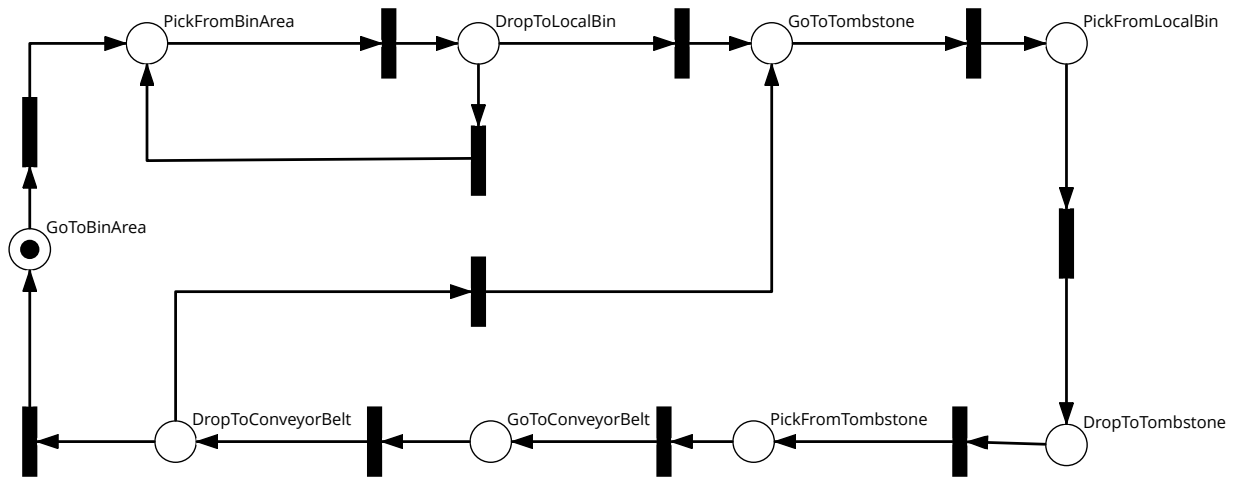 PickFromBinArea
DropToLocalBin
GoToTombstone
PickFromLocalBin
GoToBinArea
DropToConveyorBelt
GoToConveyorBelt
PickFromTombstone
DropToTombstone